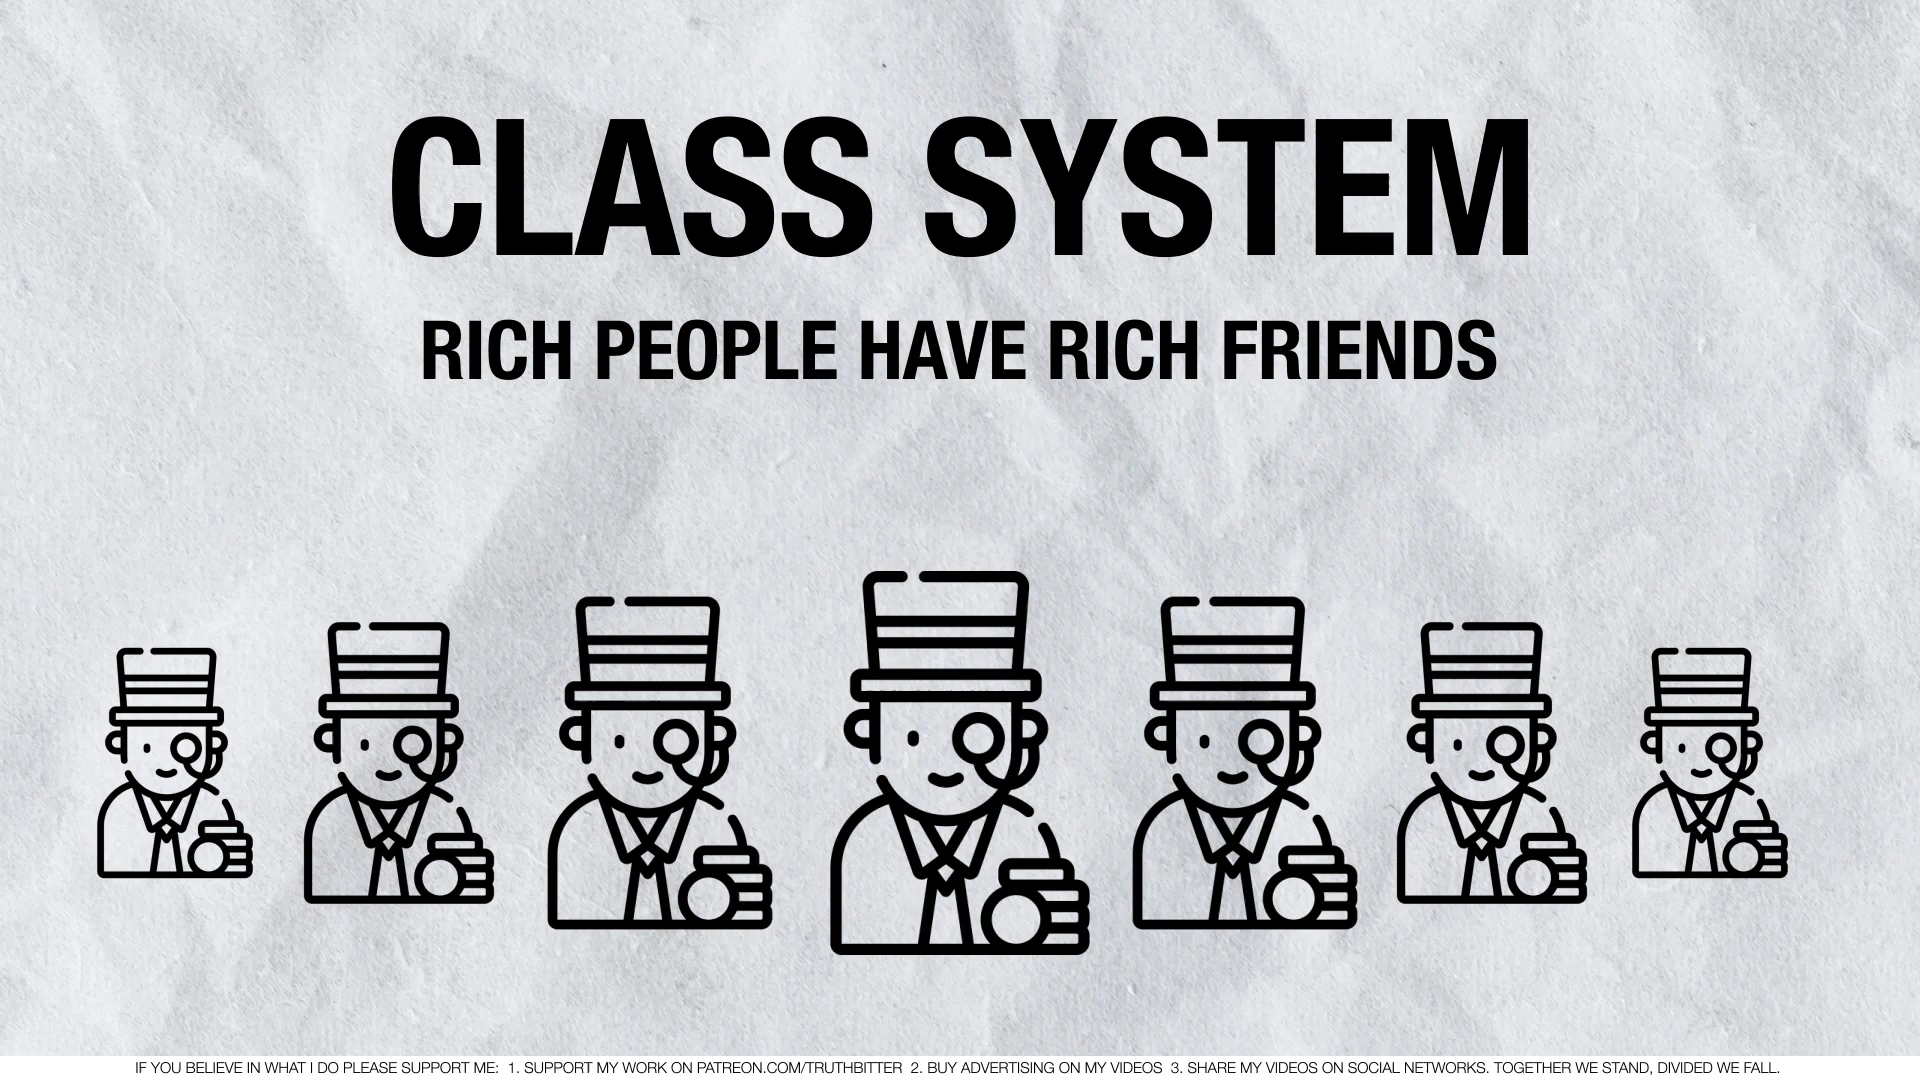 CLASS SYSTEM
RICH PEOPLE HAVE RICH FRIENDS
IF YOU BELIEVE IN WHAT I DO PLEASE SUPPORT ME: 1. SUPPORT MY WORK ON PATREON.COM/TRUTHBITTER 2. BUY ADVERTISING ON MY VIDEOS 3. SHARE MY VIDEOS ON SOCIAL NETWORKS. TOGETHER WE STAND, DIVIDED WE FALL.